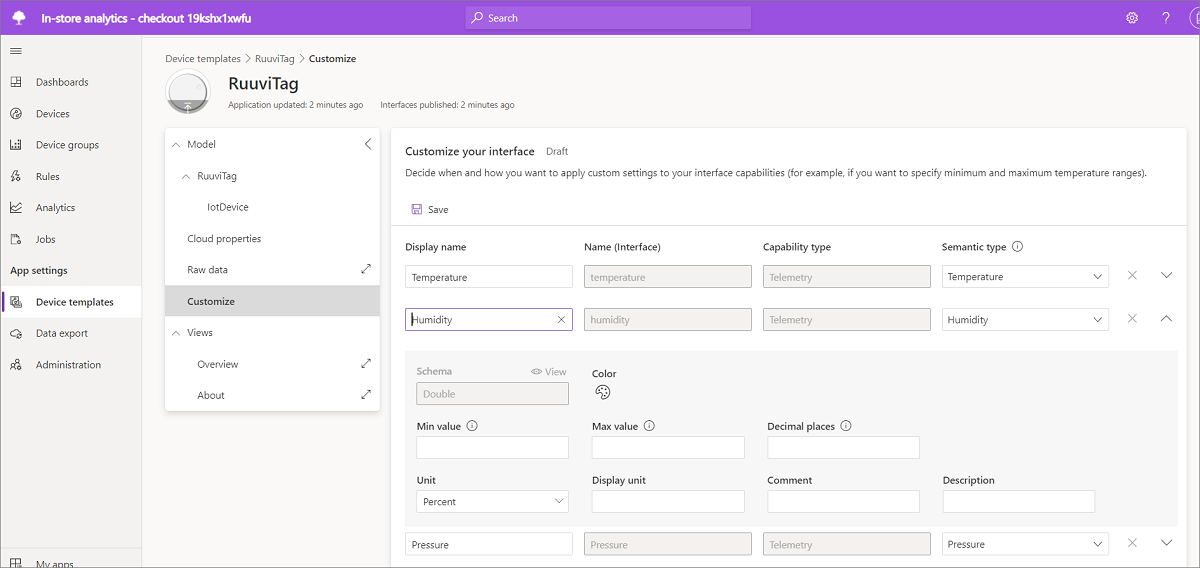 In-store analytics - checkout 19kshx1xwfu
Search
?
Dashboards
Devices
Device groups
Rules
Analytics
Jobs
App settings
Device templates
Data export
Administration
My apps
Device templates > RuuviTag > Customize
RuuviTag
Application updated: 2 minutes ago Interfaces published: 2 minutes ago
Model
RuuviTag
IotDevice
Cloud properties
Raw data
Customize
Views
Overview
About
Customize your interface Draft
Decide when and how you want to apply custom settings to your interface capabilities (for example, if you want to specify minimum and maximum temperature ranges).
Save
Display name Name (Interface) Capability type Semantic type
Temperature temperature Telemetry Temperature
Humidity humidity Telemetry Humidity
Schema View Color
Double
Min value Max value Decimal places
Unit Display unit Comment Description
Percent
Pressure Pressure Telemetry Pressure